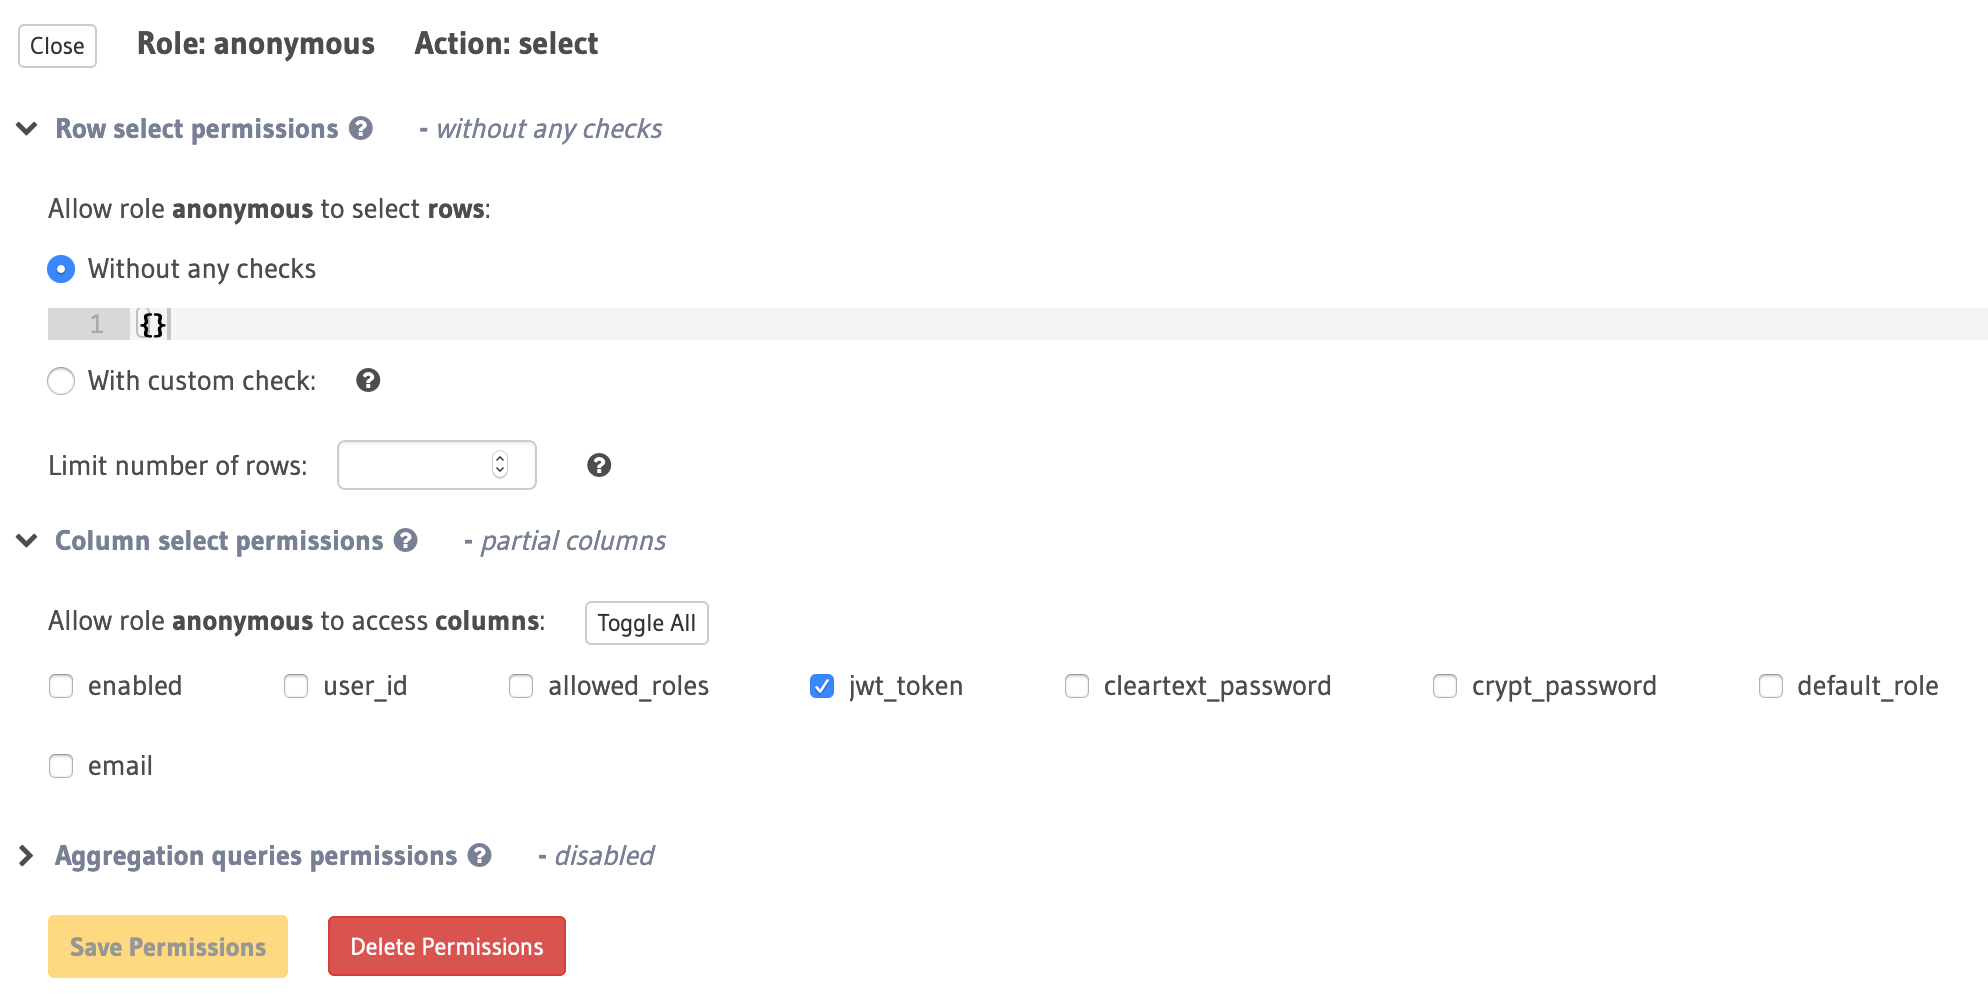 Close Role: anonymous Action: select
Row select permissions ? - without any checks
Allow role anonymous to select rows:
Without any checks
1 {}
With custom check: ?
Limit number of rows: ?
Column select permissions ? - partial columns
Allow role anonymous to access columns: Toggle All
enabled user_id allowed_roles jwt_token cleartext_password crypt_password default_role
email
Aggregation queries permissions ? - disabled
Save Permissions Delete Permissions